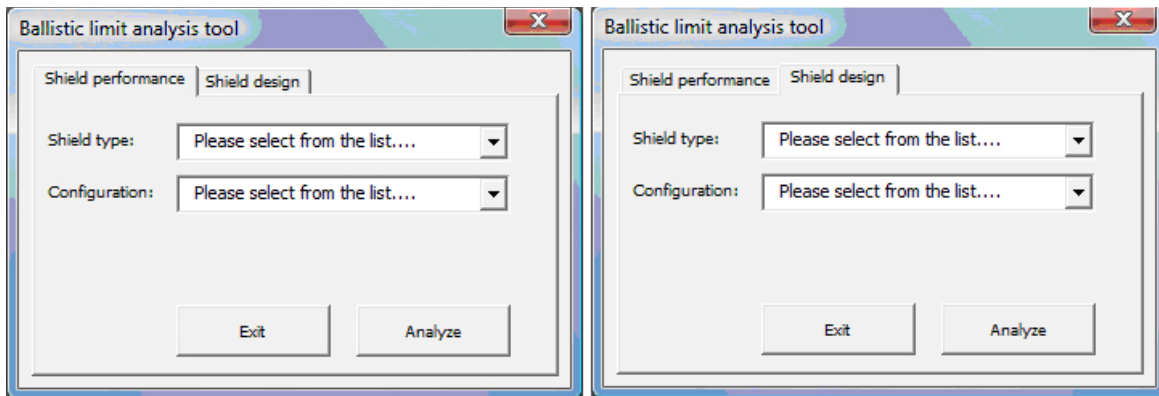 Ballistic limit analysis tool
X
Shield performance
Shield design
Shield type:
Please select from the list....
Configuration:
Please select from the list....
Exit
Analyze
Ballistic limit analysis tool
X
Shield performance
Shield design
Shield type:
Please select from the list....
Configuration:
Please select from the list....
Exit
Analyze